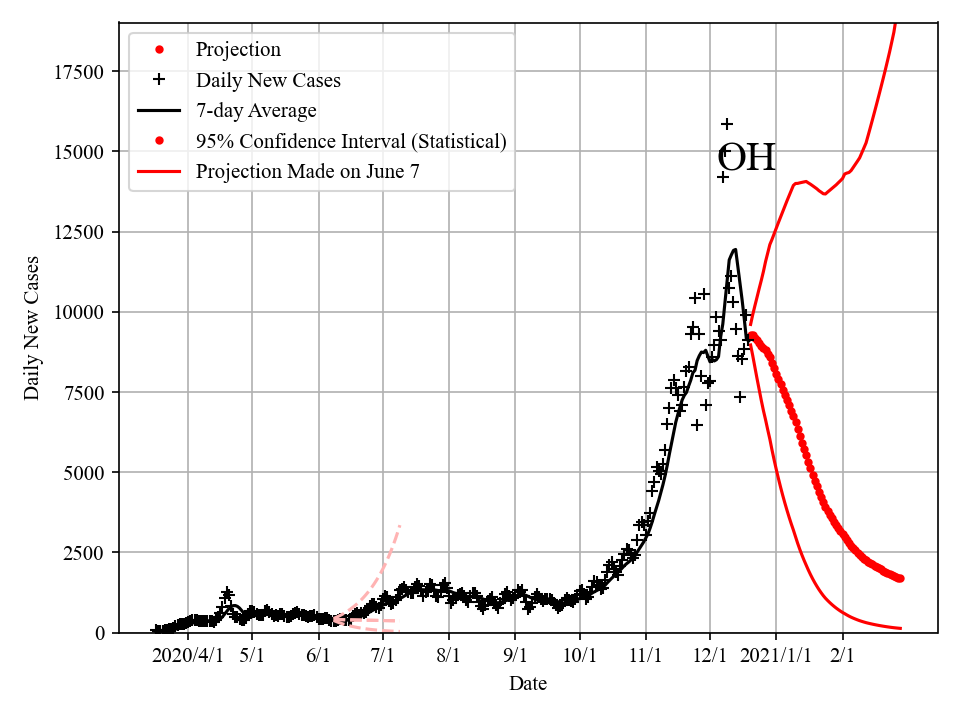 Projection
Daily New Cases
7-day Average
95% Confidence Interval (Statistical)
Projection Made on June 7
OH
17500
15000
12500
10000
7500
5000
2500
0
Daily New Cases
2020/4/1 5/1 6/1 7/1 8/1 9/1 10/1 11/1 12/1 2021/1/1 2/1
Date